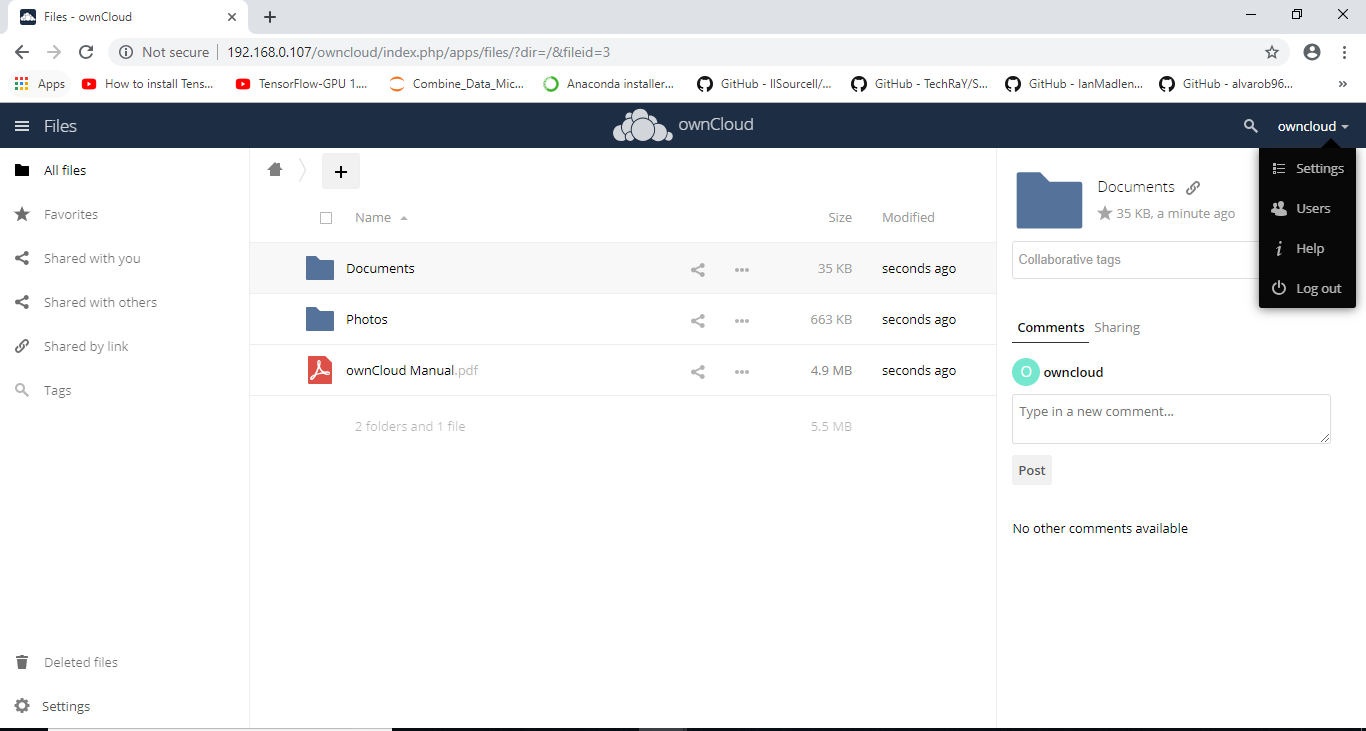 Files - ownCloud
Not secure 192.168.0.107/owncloud/index.php/apps/files/?dir=/&fileid=3
Apps How to install Tens... TensorFlow-GPU 1.... Combine_Data_Mic... Anaconda installer... GitHub - llSourcell/... GitHub - TechRaY/S... GitHub - IanMadlen... GitHub - alvarob96... »
Files ownCloud owncloud
Settings
Users
Help
Log out
All files
Favorites
Shared with you
Shared with others
Shared by link
Tags
Deleted files
Settings
+
Name Size Modified
Documents 35 KB seconds ago
Photos 663 KB seconds ago
ownCloud Manual.pdf 4.9 MB seconds ago
2 folders and 1 file 5.5 MB
Documents
35 KB, a minute ago
Collaborative tags
Comments Sharing
O owncloud
Type in a new comment...
Post
No other comments available